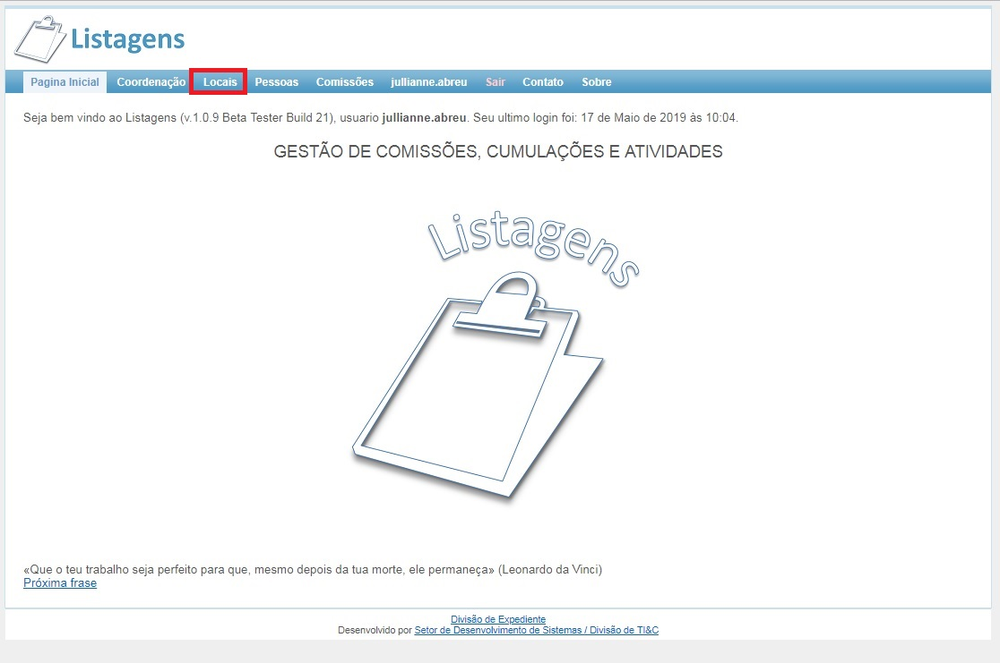 Listagens
Pagina Inicial Coordenação Locais Pessoas Comissões jullianne.abreu Sair Contato Sobre
Seja bem vindo ao Listagens (v.1.0.9 Beta Tester Build 21), usuario jullianne.abreu. Seu ultimo login foi: 17 de Maio de 2019 às 10:04.
GESTÃO DE COMISSÕES, CUMULAÇÕES E ATIVIDADES
Listagens
«Que o teu trabalho seja perfeito para que, mesmo depois da tua morte, ele permaneça» (Leonardo da Vinci)
Próxima frase
Divisão de Expediente
Desenvolvido por Setor de Desenvolvimento de Sistemas / Divisão de TI&C